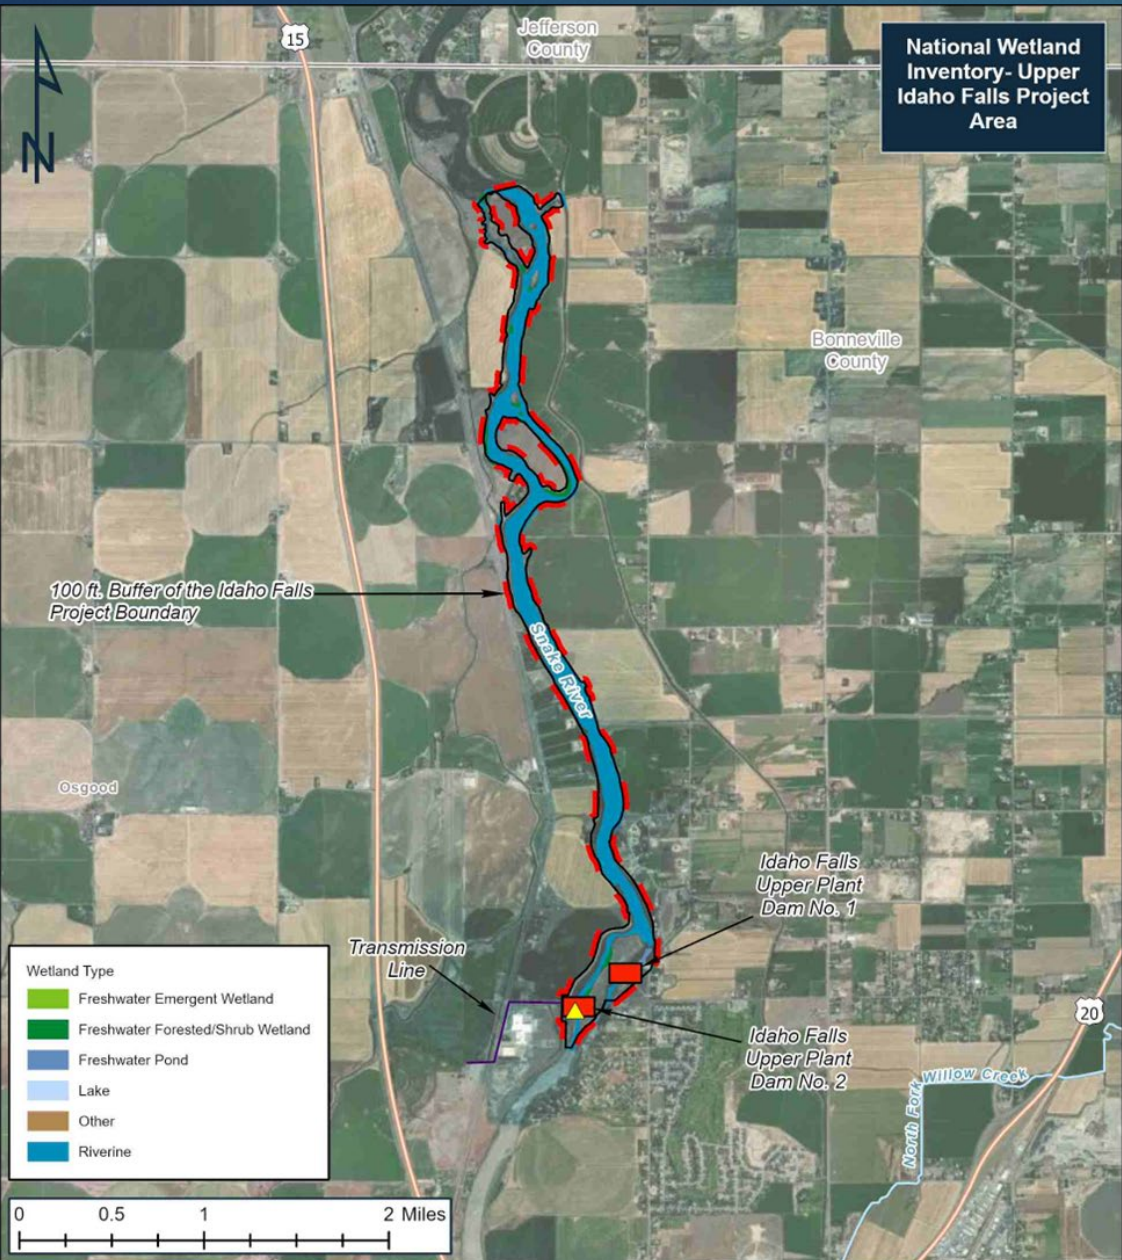 15
Jefferson
County
National Wetland
Inventory- Upper
Idaho Falls Project
Area
N
Bonneville
County
100 ft. Buffer of the Idaho Falls
Project Boundary
Snake River
Osgood
Idaho Falls
Upper Plant
Dam No. 1
Transmission
Line
Idaho Falls
Upper Plant
Dam No. 2
20
North Fork Willow Creek
Wetland Type
Freshwater Emergent Wetland
Freshwater Forested/Shrub Wetland
Freshwater Pond
Lake
Other
Riverine
0 0.5 1 2 Miles